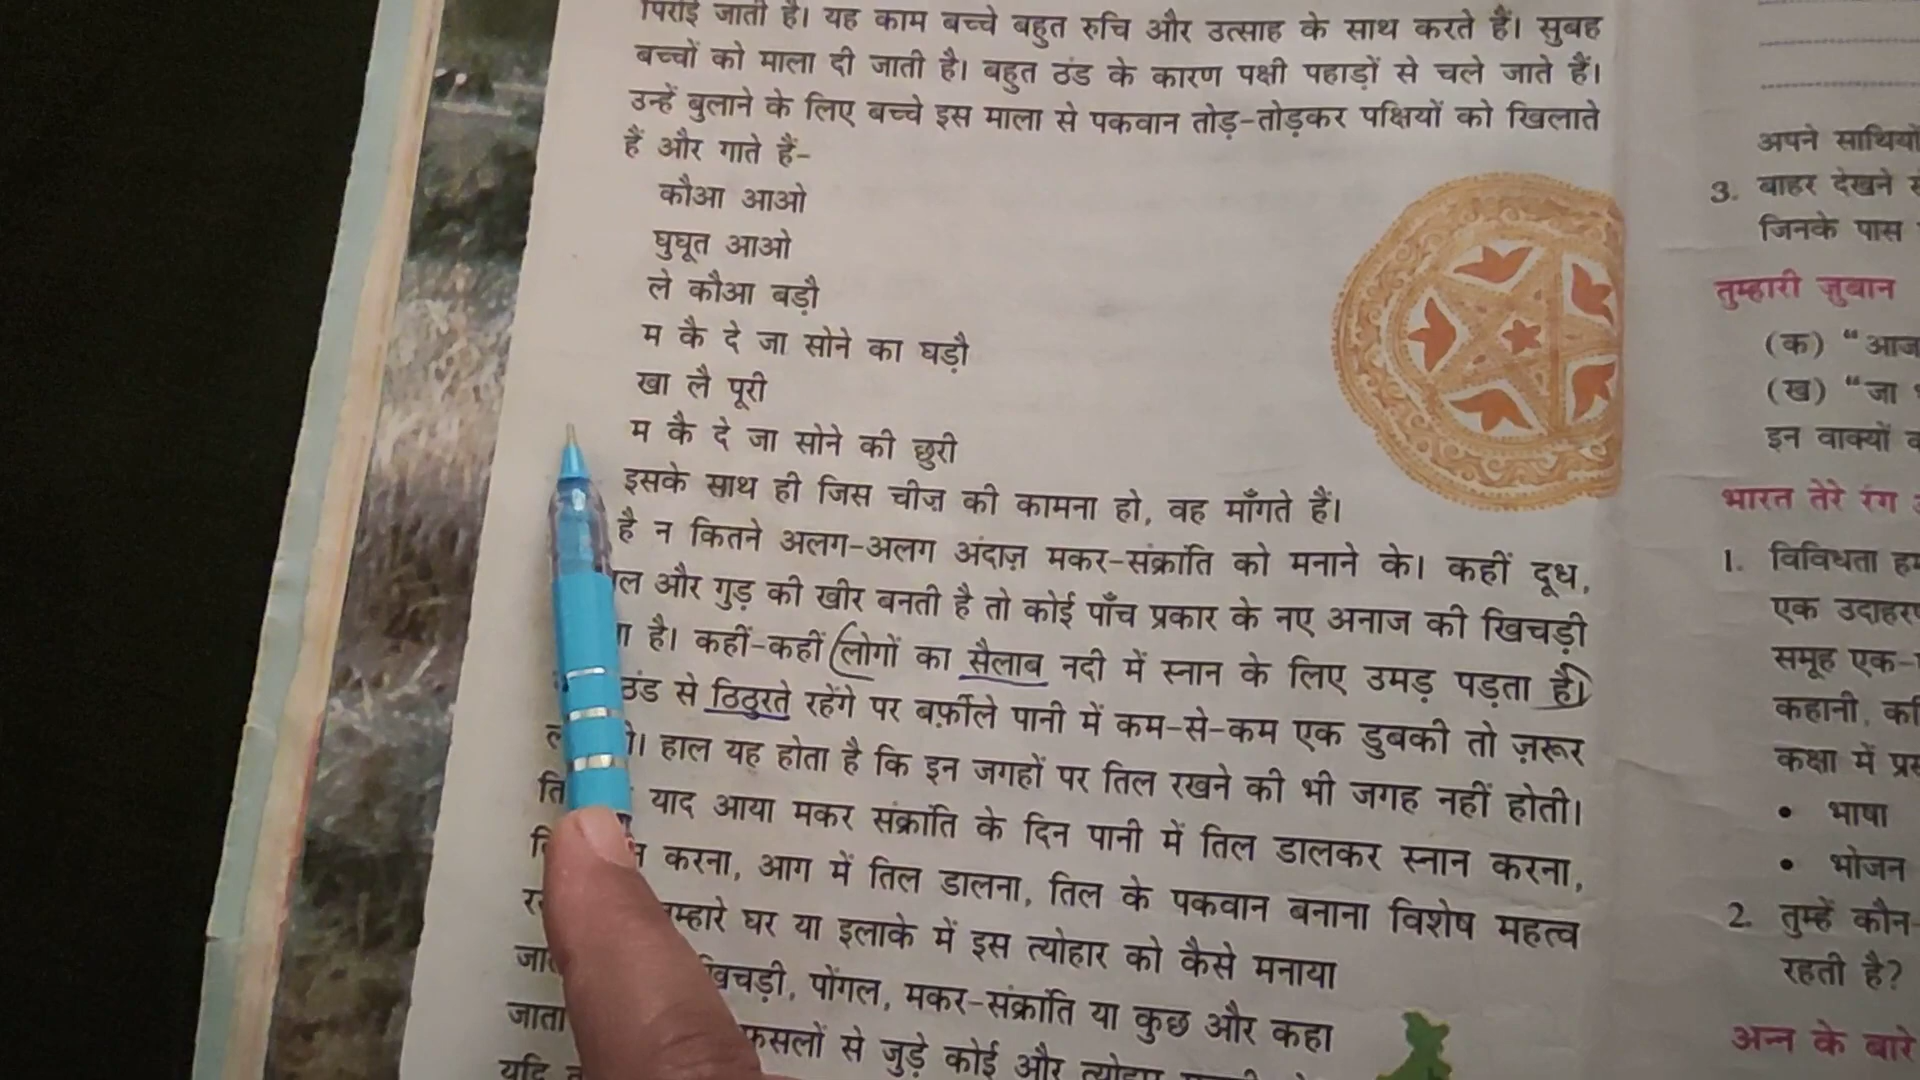 पिरोई जाती हैं। यह काम बच्चे बहुत रुचि और उत्साह के साथ करते हैं। सुबह
बच्चों को माला दी जाती है। बहुत ठंड के कारण पक्षी पहाड़ों से चले जाते हैं।
उन्हें बुलाने के लिए बच्चे इस माला से पकवान तोड़-तोड़कर पक्षियों को खिलाते
हैं और गाते हैं-
कौआ आओ
घुघूत आओ
ले कौआ बड़ौ
म कै दे जा सोने का घड़ौ
खा लै पूरी
म कै दे जा सोने की छुरी
इसके साथ ही जिस चीज़ की कामना हो, वह माँगते हैं।
है न कितने अलग-अलग अंदाज़ मकर-संक्रांति को मनाने के। कहीं दूध,
और गुड़ की खीर बनती है तो कोई पाँच प्रकार के नए अनाज की खिचड़ी
है। कहीं-कहीं (लोगों का सैलाब नदी में स्नान के लिए उमड़ पड़ता है।)
ठंड से ठिठुरते रहेंगे पर बर्फ़ीले पानी में कम-से-कम एक डुबकी तो ज़रूर
हाल यह होता है कि इन जगहों पर तिल रखने की भी जगह नहीं होती।
याद आया मकर संक्रांति के दिन पानी में तिल डालकर स्नान करना,
करना, आग में तिल डालना, तिल के पकवान बनाना विशेष महत्व
घर या इलाके में इस त्योहार को कैसे मनाया
पोंगल, मकर-संक्रांति या कुछ और कहा
जाता फसलों से जुड़े कोई और त्योहार
यदि
अपने साथियों
3. बाहर देखने
जिनके पास
तुम्हारी ज़ुबान
(क) “आज
(ख) “जा
इन वाक्यों
भारत तेरे रंग
1. विविधता
एक उदाहरण
समूह एक-
कहानी,
कक्षा में
• भाषा
• भोजन
2. तुम्हें कौन-
रहती है?
अन्न के बारे